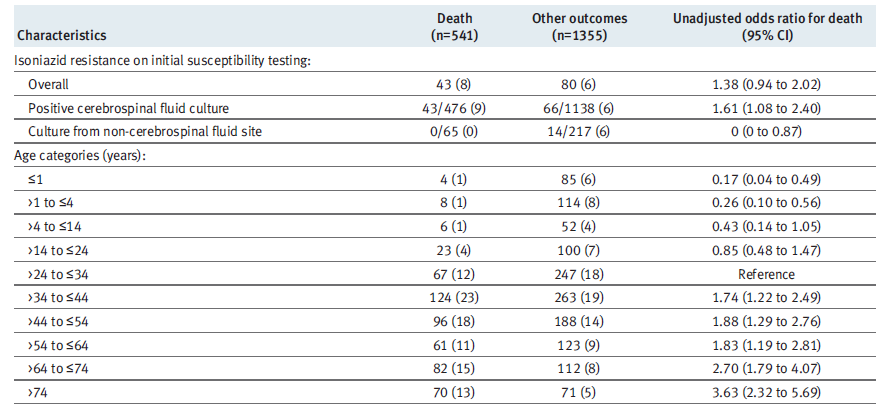 Characteristics Death (n=541) Other outcomes (n=1355) Unadjusted odds ratio for death (95% CI)
Isoniazid resistance on initial susceptibility testing:
Overall 43 (8) 80 (6) 1.38 (0.94 to 2.02)
Positive cerebrospinal fluid culture 43/476 (9) 66/1138 (6) 1.61 (1.08 to 2.40)
Culture from non-cerebrospinal fluid site 0/65 (0) 14/217 (6) 0 (0 to 0.87)
Age categories (years):
≤1 4 (1) 85 (6) 0.17 (0.04 to 0.49)
>1 to ≤4 8 (1) 114 (8) 0.26 (0.10 to 0.56)
>4 to ≤14 6 (1) 52 (4) 0.43 (0.14 to 1.05)
>14 to ≤24 23 (4) 100 (7) 0.85 (0.48 to 1.47)
>24 to ≤34 67 (12) 247 (18) Reference
>34 to ≤44 124 (23) 263 (19) 1.74 (1.22 to 2.49)
>44 to ≤54 96 (18) 188 (14) 1.88 (1.29 to 2.76)
>54 to ≤64 61 (11) 123 (9) 1.83 (1.19 to 2.81)
>64 to ≤74 82 (15) 112 (8) 2.70 (1.79 to 4.07)
>74 70 (13) 71 (5) 3.63 (2.32 to 5.69)